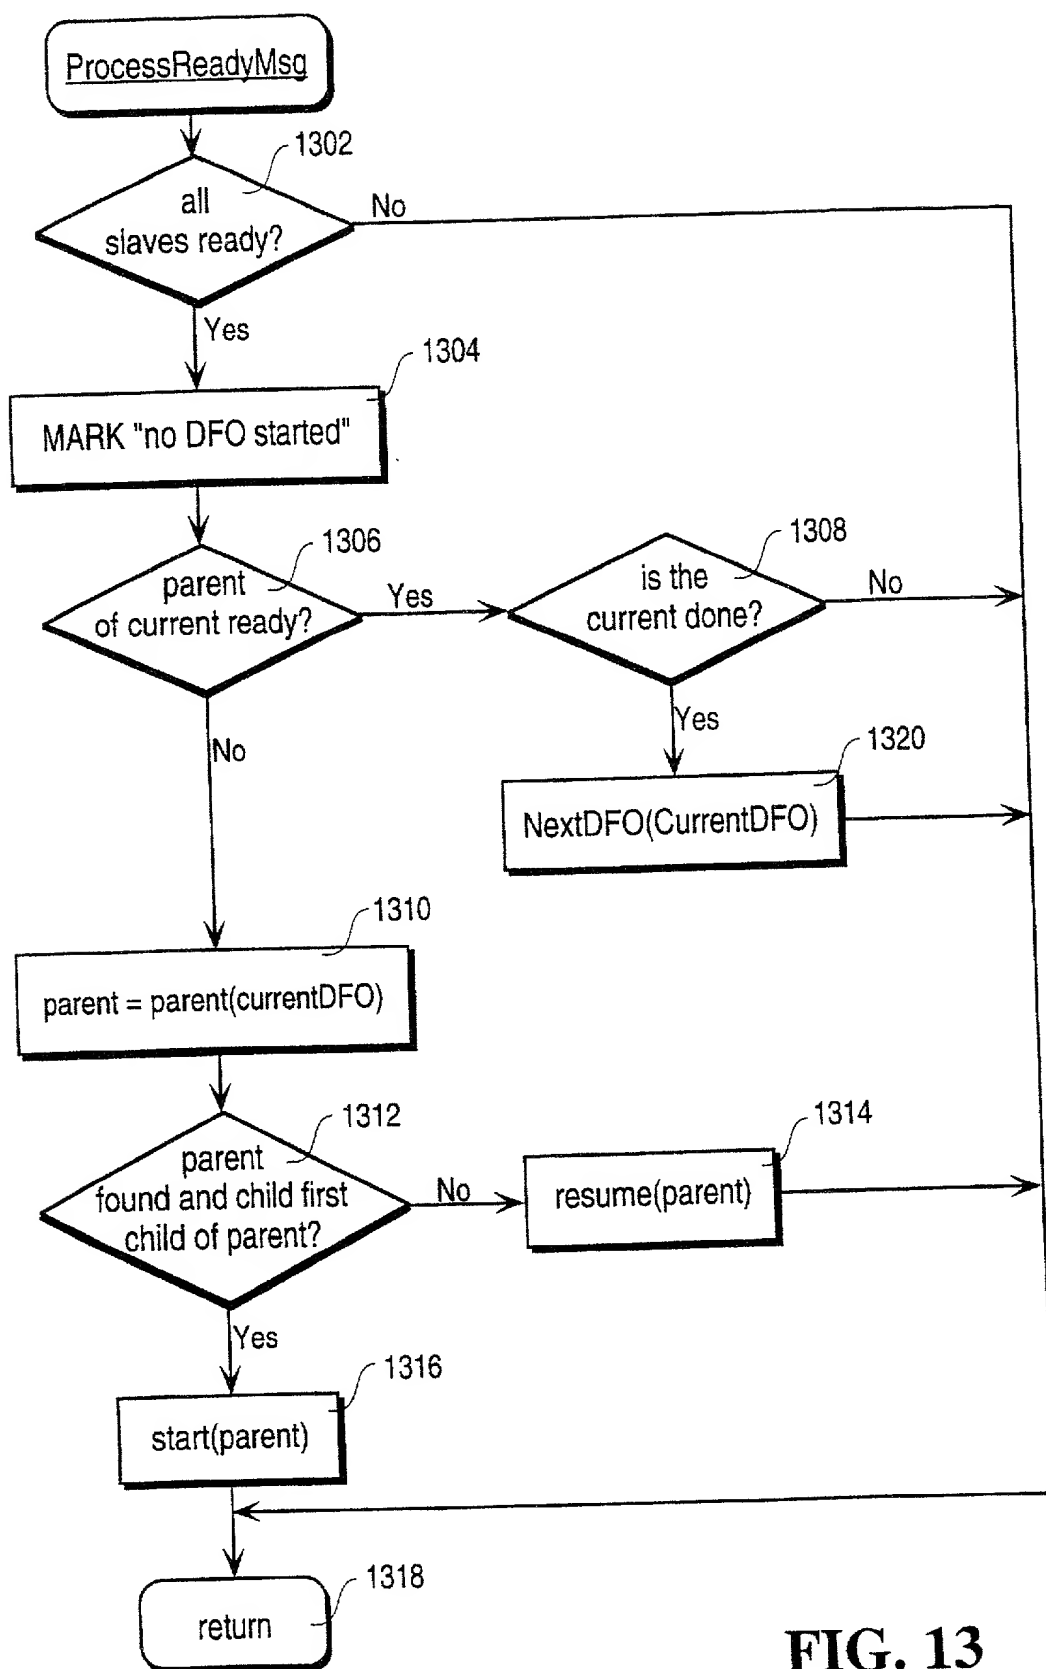 ProcessReadyMsg
1302
all
slaves ready?
No
Yes
1304
MARK "no DFO started"
1306
parent
of current ready?
Yes
1308
is the
current done?
No
Yes
No
1320
NextDFO(CurrentDFO)
1310
parent = parent(currentDFO)
1312
parent
found and child first
child of parent?
No
1314
resume(parent)
Yes
1316
start(parent)
1318
return
FIG. 13